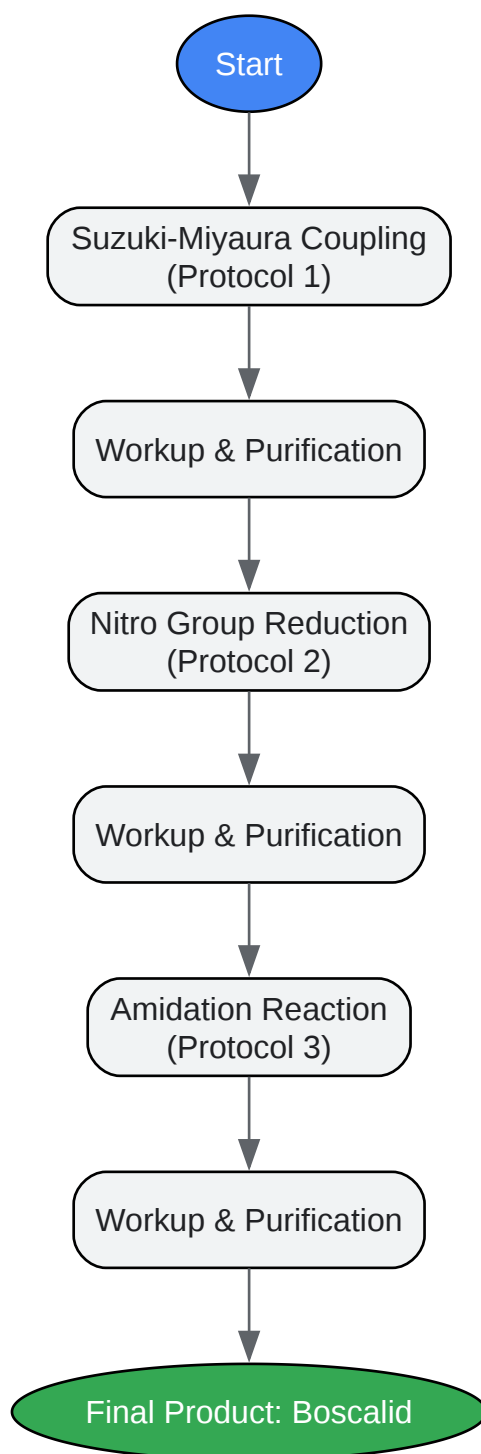 Start
Suzuki-Miyaura Coupling
(Protocol 1)
Workup & Purification
Nitro Group Reduction
(Protocol 2)
Workup & Purification
Amidation Reaction
(Protocol 3)
Workup & Purification
Final Product: Boscalid